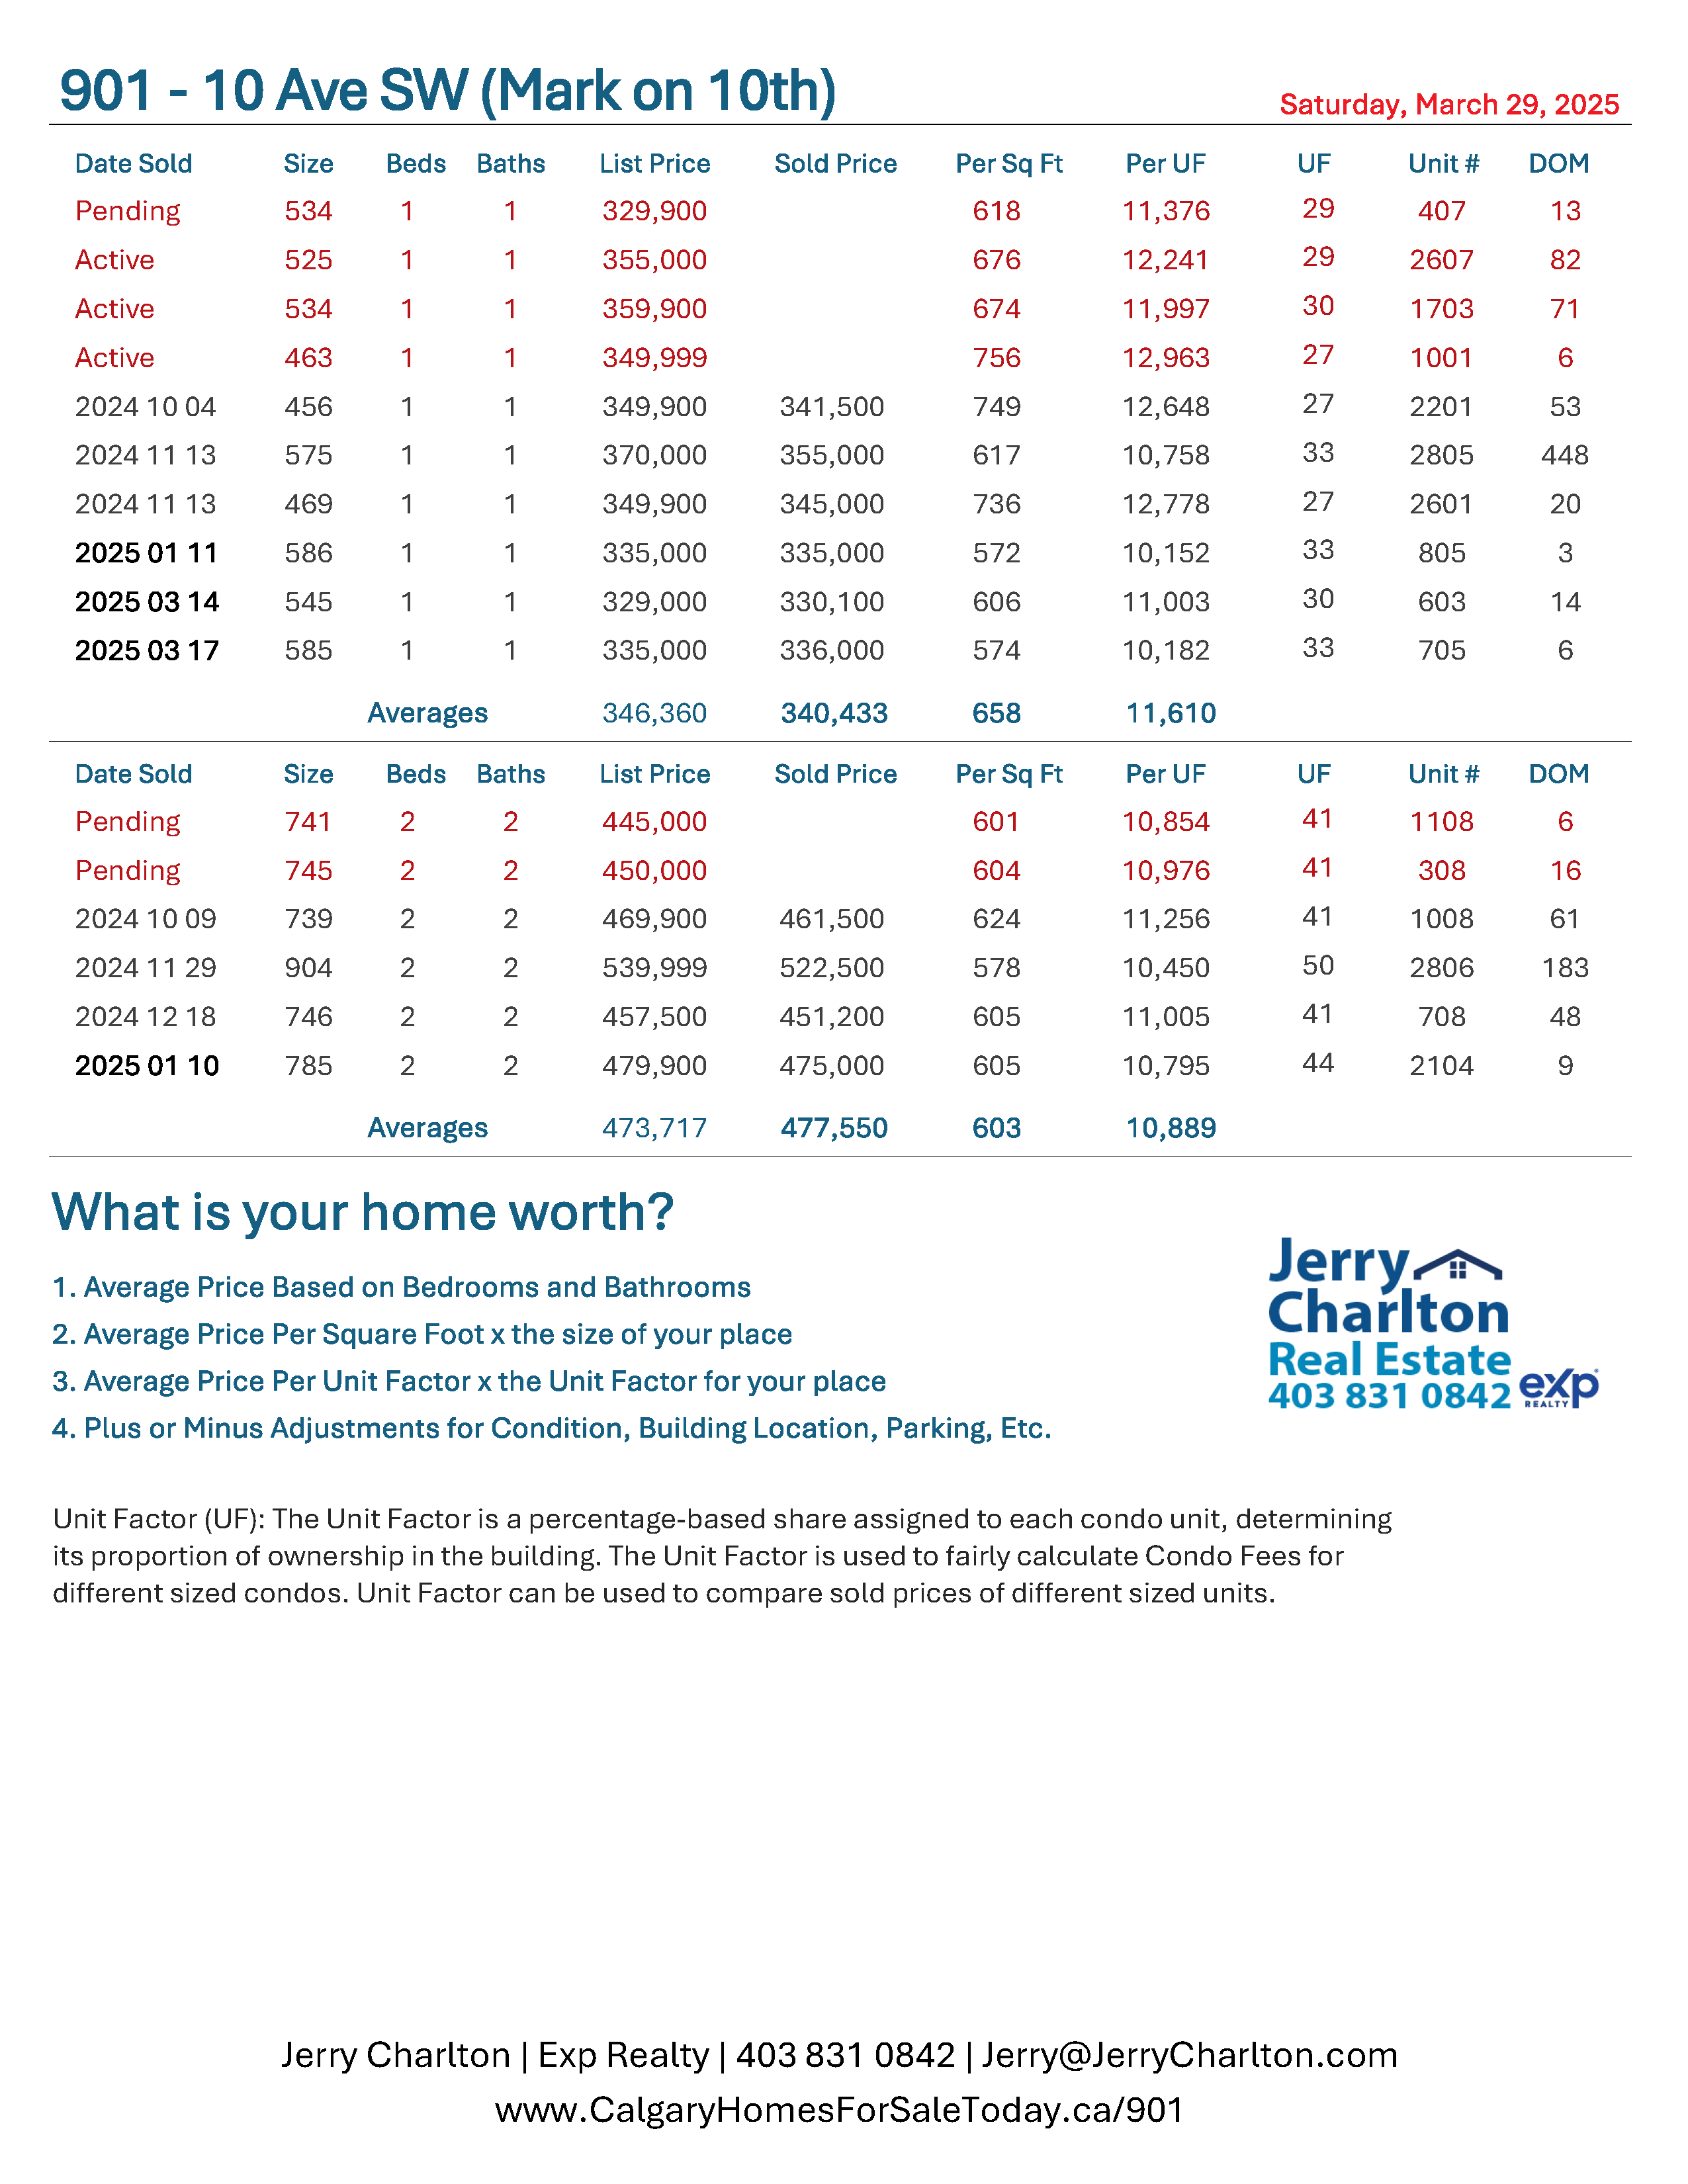 901 - 10 Ave SW (Mark on 10th)
Saturday, March 29, 2025
Date Sold Size Beds Baths List Price Sold Price Per Sq Ft Per UF UF Unit # DOM
Pending 534 1 1 329,900 618 11,376 29 407 13
Active 525 1 1 355,000 676 12,241 29 2607 82
Active 534 1 1 359,900 674 11,997 30 1703 71
Active 463 1 1 349,999 756 12,963 27 1001 6
2024 10 04 456 1 1 349,900 341,500 749 12,648 27 2201 53
2024 11 13 575 1 1 370,000 355,000 617 10,758 33 2805 448
2024 11 13 469 1 1 349,900 345,000 736 12,778 27 2601 20
2025 01 11 586 1 1 335,000 335,000 572 10,152 33 805 3
2025 03 14 545 1 1 329,000 330,100 606 11,003 30 603 14
2025 03 17 585 1 1 335,000 336,000 574 10,182 33 705 6
Averages 346,360 340,433 658 11,610
Date Sold Size Beds Baths List Price Sold Price Per Sq Ft Per UF UF Unit # DOM
Pending 741 2 2 445,000 601 10,854 41 1108 6
Pending 745 2 2 450,000 604 10,976 41 308 16
2024 10 09 739 2 2 469,900 461,500 624 11,256 41 1008 61
2024 11 29 904 2 2 539,999 522,500 578 10,450 50 2806 183
2024 12 18 746 2 2 457,500 451,200 605 11,005 41 708 48
2025 01 10 785 2 2 479,900 475,000 605 10,795 44 2104 9
Averages 473,717 477,550 603 10,889
What is your home worth?
1. Average Price Based on Bedrooms and Bathrooms
2. Average Price Per Square Foot x the size of your place
3. Average Price Per Unit Factor x the Unit Factor for your place
4. Plus or Minus Adjustments for Condition, Building Location, Parking, Etc.
Jerry
Charlton
Real Estate
403 831 0842
exp
REALTY
Unit Factor (UF): The Unit Factor is a percentage-based share assigned to each condo unit, determining
its proportion of ownership in the building. The Unit Factor is used to fairly calculate Condo Fees for
different sized condos. Unit Factor can be used to compare sold prices of different sized units.
Jerry Charlton | Exp Realty | 403 831 0842 | Jerry@JerryCharlton.com
www.CalgaryHomesForSaleToday.ca/901